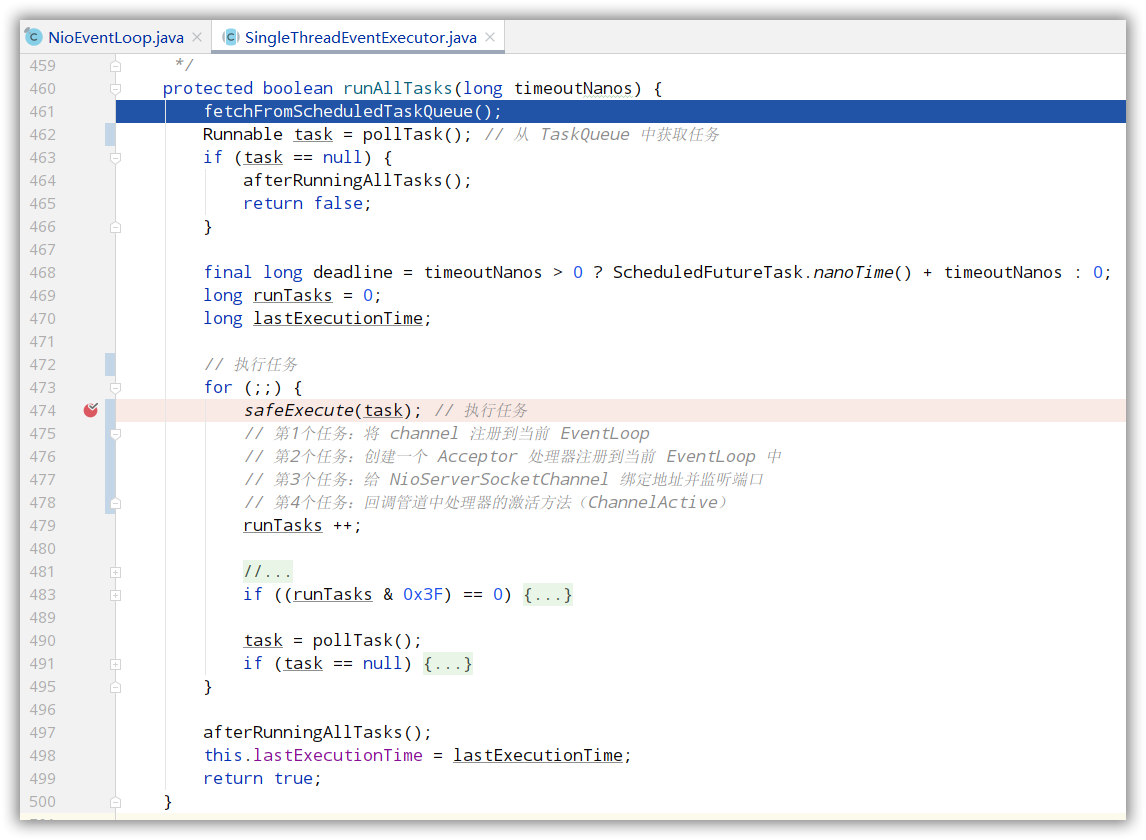 NioEventLoop.java SingleThreadEventExecutor.java
459 */
460 protected boolean runAllTasks(long timeoutNanos) {
461 fetchFromScheduledTaskQueue();
462 Runnable task = pollTask(); // 从 TaskQueue 中获取任务
463 if (task == null) {
464 afterRunningAllTasks();
465 return false;
466 }
467
468 final long deadline = timeoutNanos > 0 ? ScheduledFutureTask.nanoTime() + timeoutNanos : 0;
469 long runTasks = 0;
470 long lastExecutionTime;
471
472 // 执行任务
473 for (;;) {
474 safeExecute(task); // 执行任务
475 // 第1个任务: 将 channel 注册到当前 EventLoop
476 // 第2个任务: 创建一个 Acceptor 处理器注册到当前 EventLoop 中
477 // 第3个任务: 给 NioServerSocketChannel 绑定地址并监听端口
478 // 第4个任务: 回调管道中处理器的激活方法（ChannelActive）
479 runTasks ++;
480
481 //...
483 if ((runTasks & 0x3F) == 0) {...}
489
490 task = pollTask();
491 if (task == null) {...}
495 }
496
497 afterRunningAllTasks();
498 this.lastExecutionTime = lastExecutionTime;
499 return true;
500 }